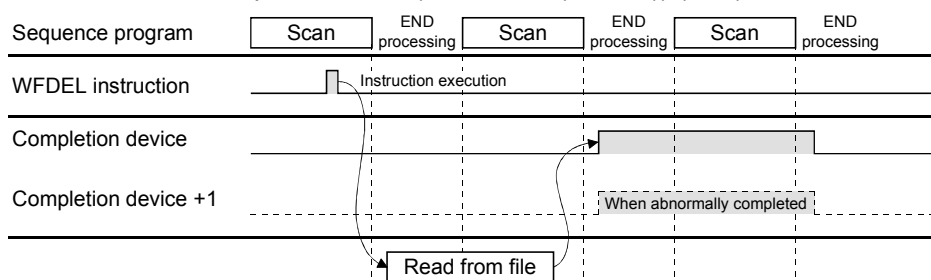 Sequence program Scan END processing Scan END processing Scan END processing
WFDEL instruction Instruction execution
Completion device
Completion device +1 When abnormally completed
Read from file